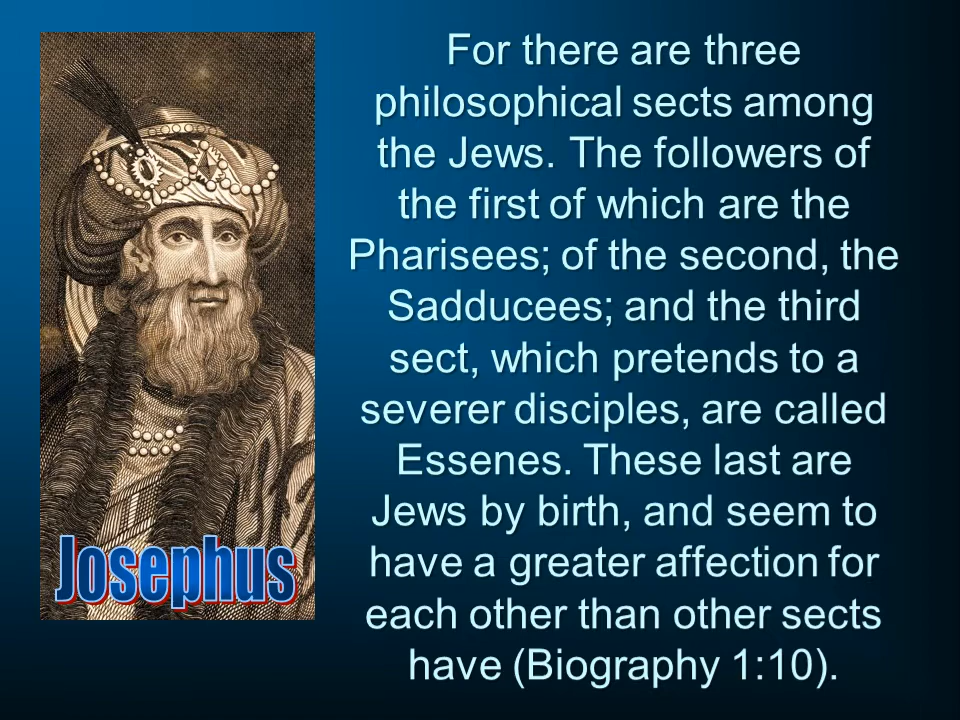 For there are three
philosophical sects among
the Jews. The followers of
the first of which are the
Pharisees; of the second, the
Sadducees; and the third
sect, which pretends to a
severer disciples, are called
Essenes. These last are
Jews by birth, and seem to
have a greater affection for
each other than other sects
have (Biography 1:10).
Josephus